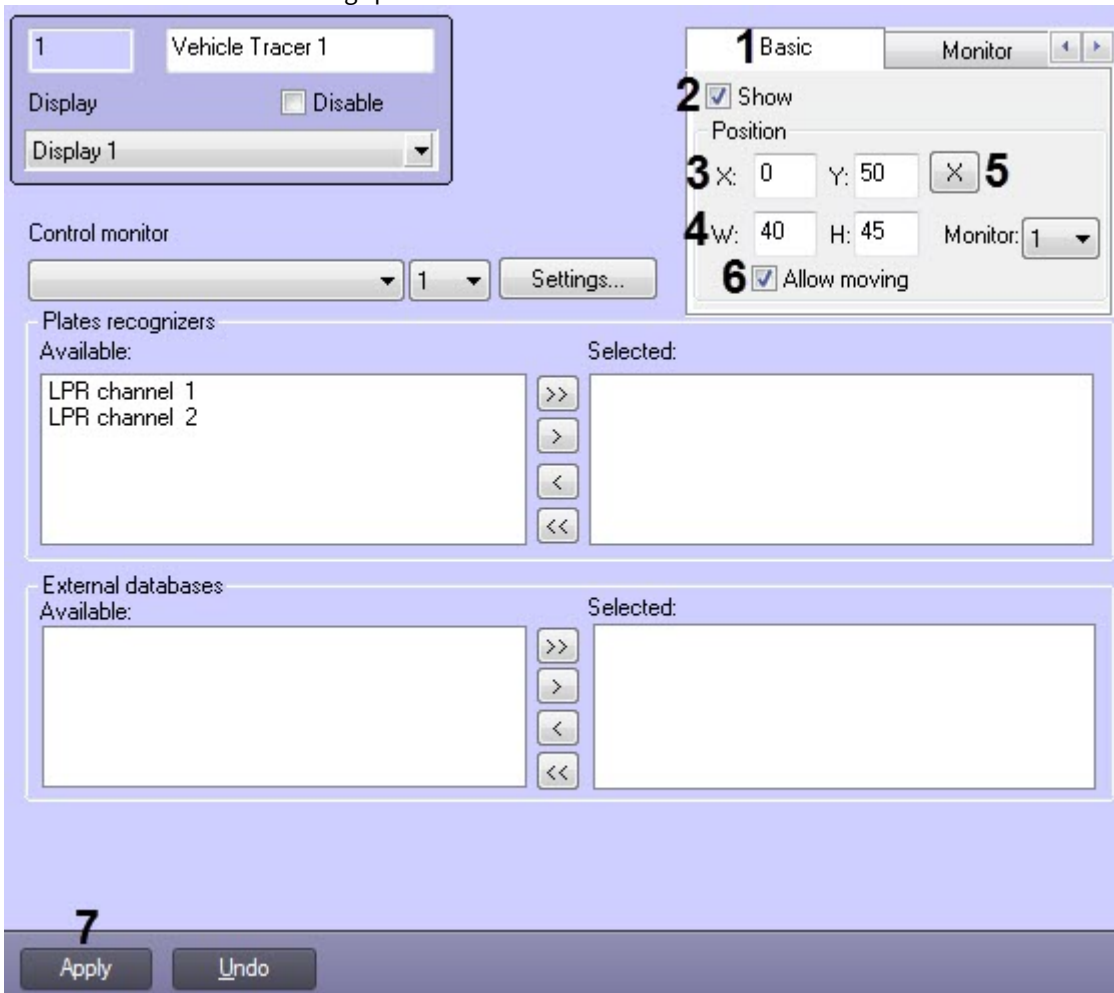 1 Vehicle Tracer 1
Display Disable
Display 1
1 Basic Monitor
2 Show
Position
3 X: 0 Y: 50 X 5
4 W: 40 H: 45 Monitor: 1
6 Allow moving
Control monitor
1 Settings...
Plates recognizers
Available: Selected:
LPR channel 1
LPR channel 2
>>
>
<
<<
External databases
Available: Selected:
>>
>
<
<<
7
Apply Undo